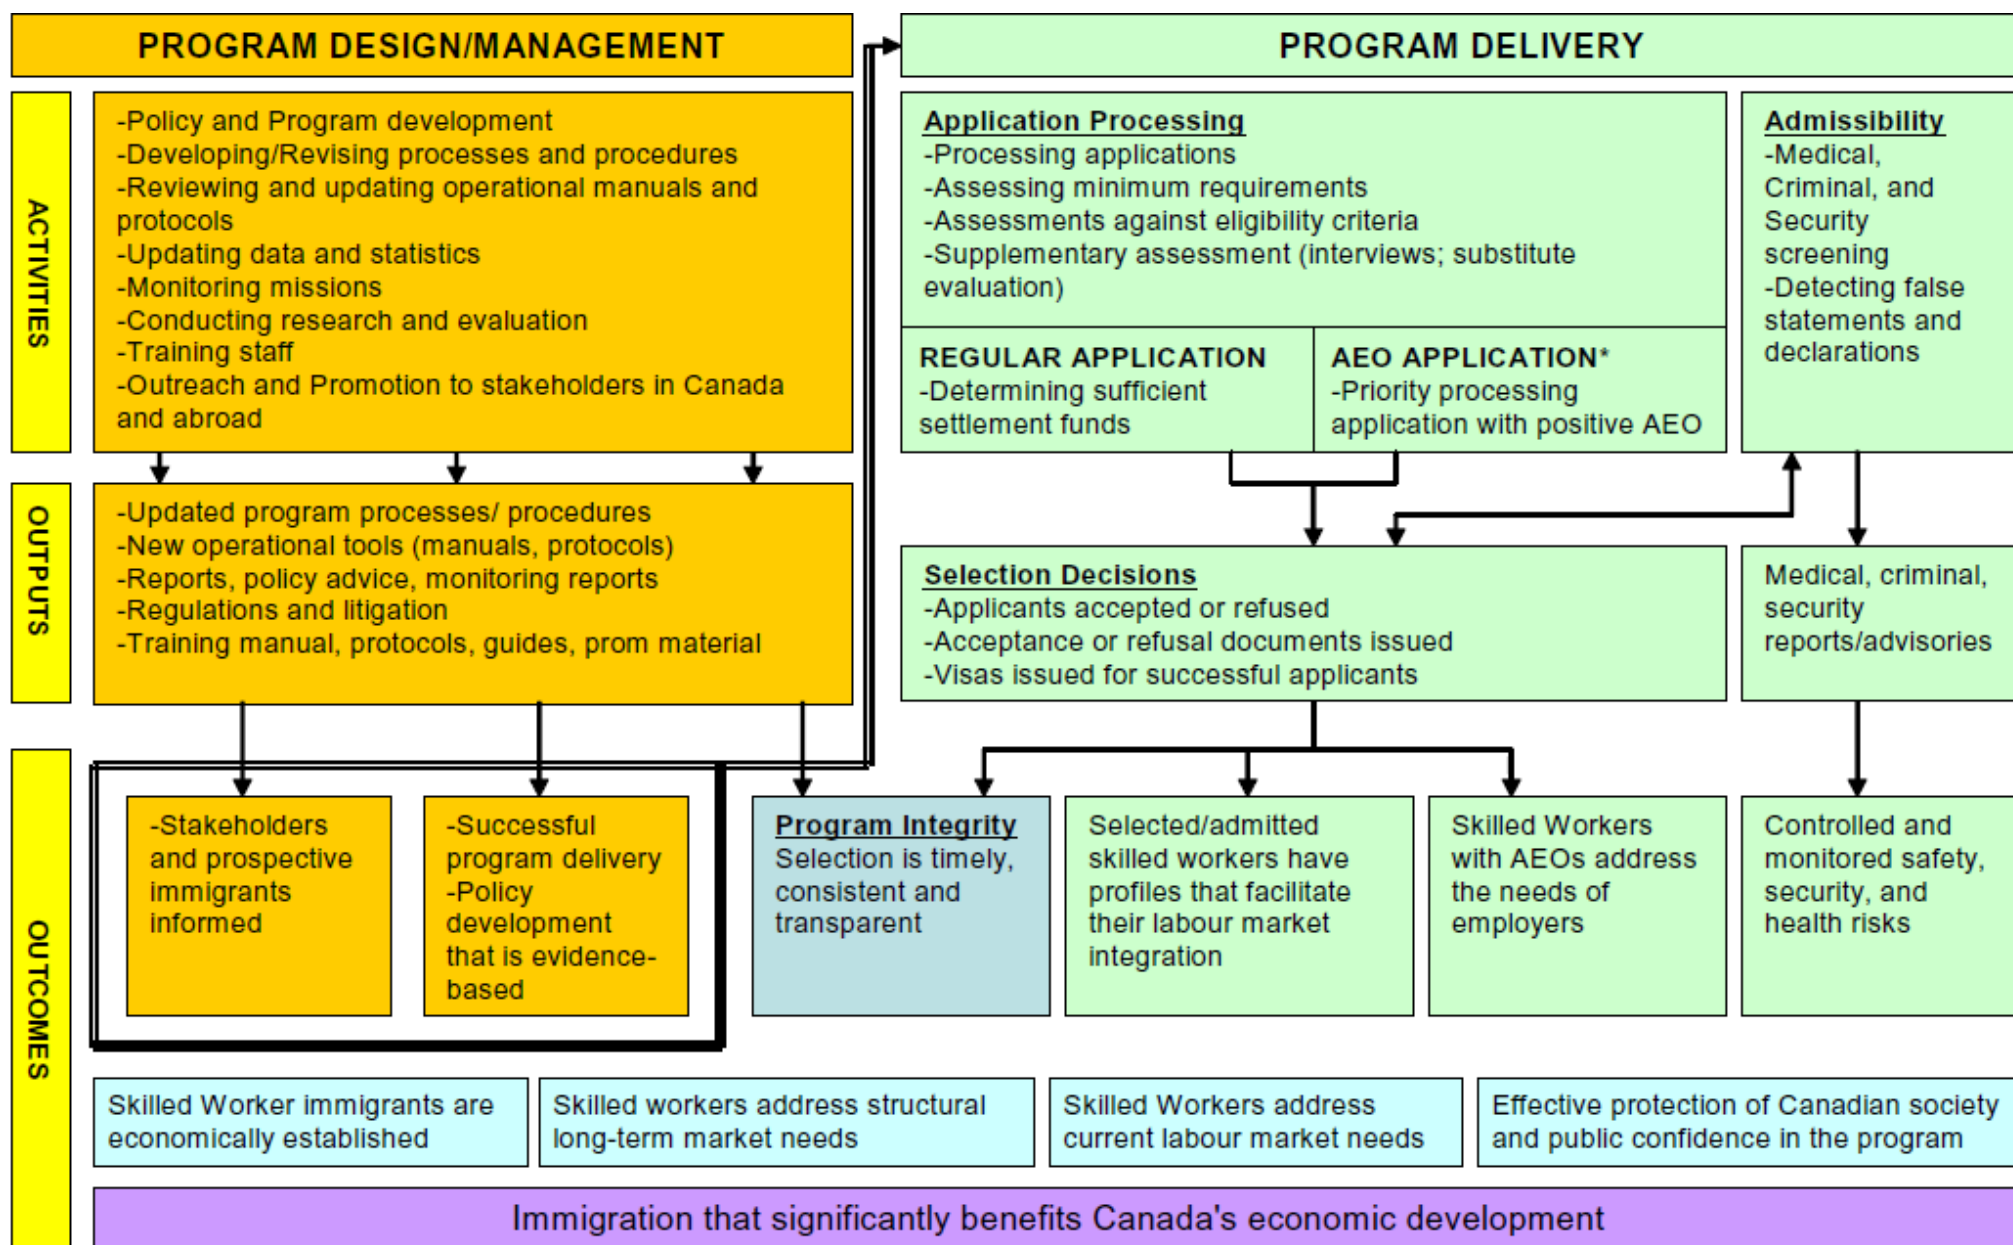 PROGRAM DESIGN/MANAGEMENT
PROGRAM DELIVERY
ACTIVITIES
-Policy and Program development
-Developing/Revising processes and procedures
-Reviewing and updating operational manuals and
protocols
-Updating data and statistics
-Monitoring missions
-Conducting research and evaluation
-Training staff
-Outreach and Promotion to stakeholders in Canada
and abroad
Application Processing
-Processing applications
-Assessing minimum requirements
-Assessments against eligibility criteria
-Supplementary assessment (interviews; substitute
evaluation)
REGULAR APPLICATION
-Determining sufficient
settlement funds
AEO APPLICATION*
-Priority processing
application with positive AEO
Admissibility
-Medical,
Criminal, and
Security
screening
-Detecting false
statements and
declarations
OUTPUTS
-Updated program processes/ procedures
-New operational tools (manuals, protocols)
-Reports, policy advice, monitoring reports
-Regulations and litigation
-Training manual, protocols, guides, prom material
Selection Decisions
-Applicants accepted or refused
-Acceptance or refusal documents issued
-Visas issued for successful applicants
Medical, criminal,
security
reports/advisories
OUTCOMES
-Stakeholders
and prospective
immigrants
informed
-Successful
program delivery
-Policy
development
that is evidence-
based
Program Integrity
Selection is timely,
consistent and
transparent
Selected/admitted
skilled workers have
profiles that facilitate
their labour market
integration
Skilled Workers
with AEOs address
the needs of
employers
Controlled and
monitored safety,
security, and
health risks
Skilled Worker immigrants are
economically established
Skilled workers address structural
long-term market needs
Skilled Workers address
current labour market needs
Effective protection of Canadian society
and public confidence in the program
Immigration that significantly benefits Canada's economic development